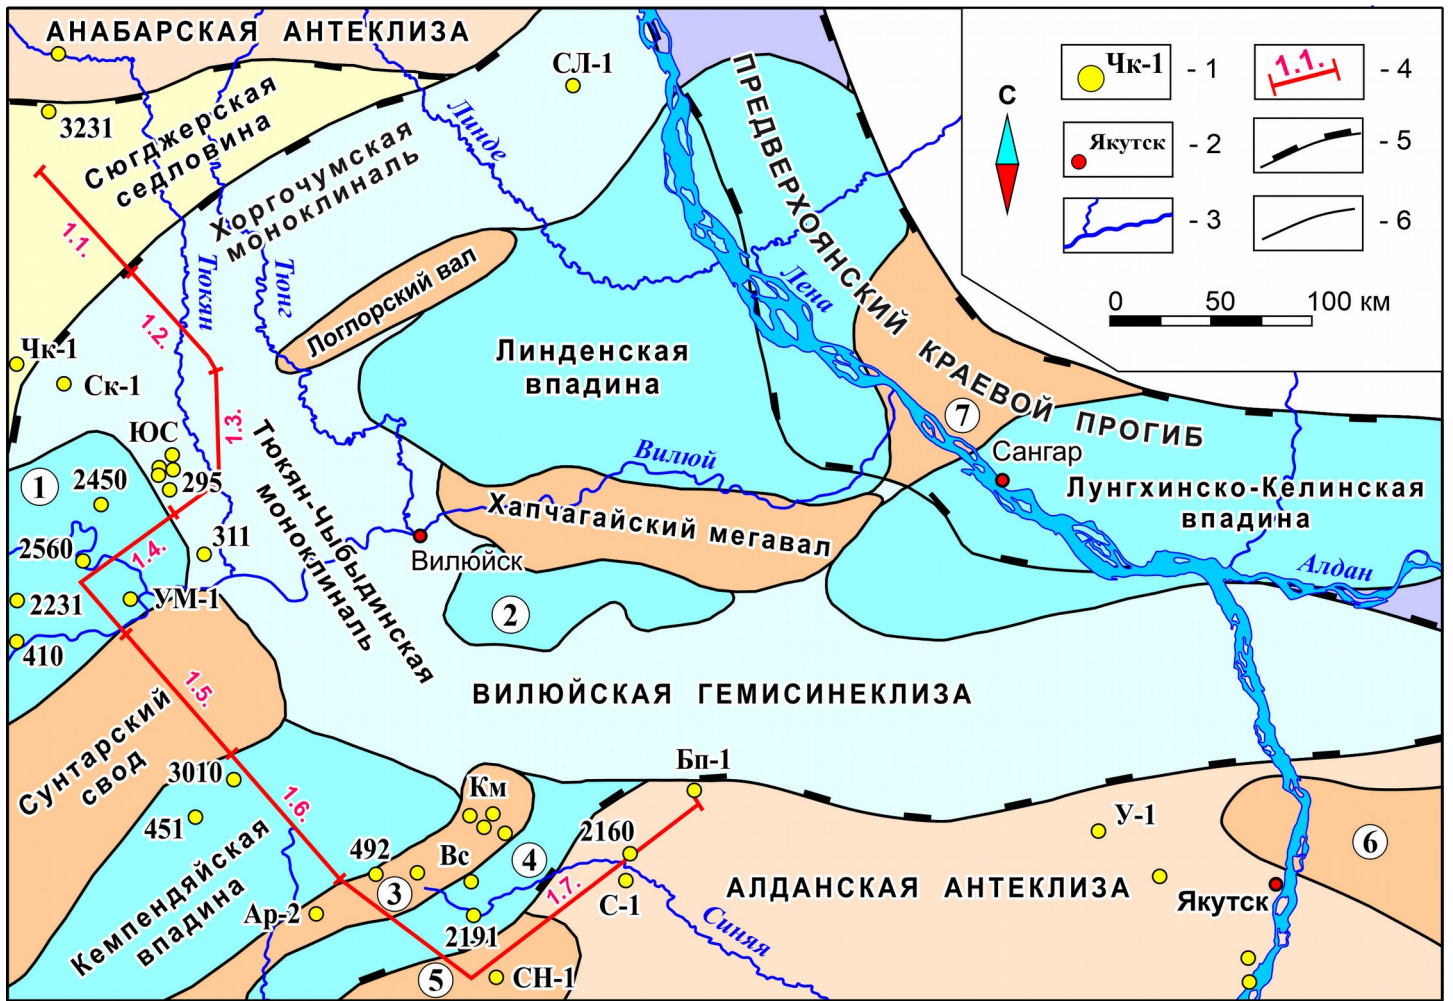 АНАБАРСКАЯ АНТЕКЛИЗА
3231
Сюгджерская
седловина
Хоргочумская
моноклиналь
СЛ-1
Линде
ПРЕДВЕРХОЯНСКИЙ КРАЕВОЙ ПРОГИБ
С
Чк-1 - 1
Якутск - 2
- 3
1.1. - 4
- 5
- 6
0 50 100 км
1.1.
Тюкян
Тюнг
Логлорский вал
Лена
1.2.
Чк-1
Ск-1
Линденская
впадина
1.3.
ЮС
7
Сангар
1
2450
295
Тюкян-Чыбыдинская
моноклиналь
Вилюй
Хапчагайский мегавал
Лунгхинско-Келинская
впадина
2560
1.4.
311
Вилюйск
Алдан
2231
УМ-1
2
410
1.5.
ВИЛЮЙСКАЯ ГЕМИСИНЕКЛИЗА
Сунтарский
свод
3010
1.6.
Км
Бп-1
451
492
Вс
2160
У-1
6
Кемпендяйская
впадина
3
4
1.7.
С-1
АЛДАНСКАЯ АНТЕКЛИЗА
Якутск
Ар-2
2191
Синяя
5
СН-1